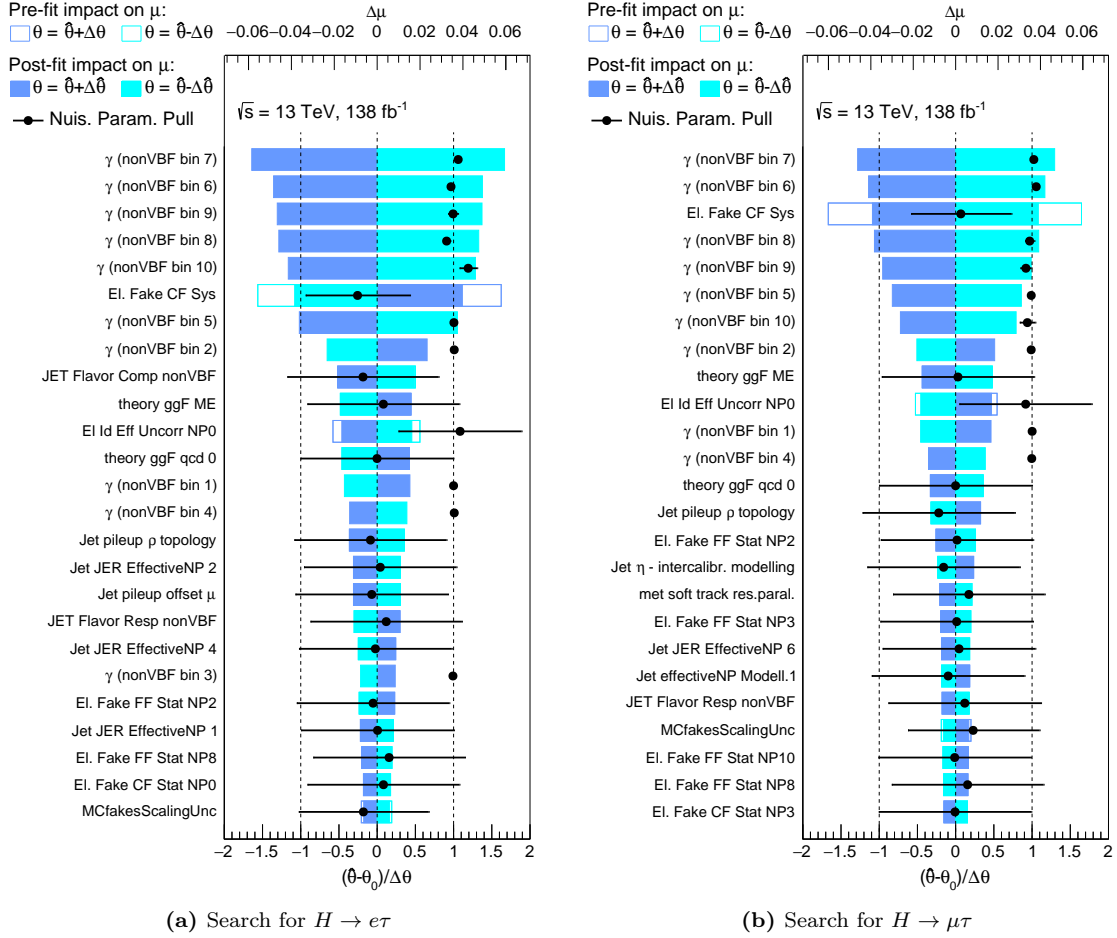 Pre-fit impact on μ:
θ = θ̂+Δθ θ = θ̂-Δθ
Post-fit impact on μ:
θ = θ̂+Δθ̂ θ = θ̂-Δθ̂
Nuis. Param. Pull
Δμ
−0.06 −0.04 −0.02 0 0.02 0.04 0.06
√s = 13 TeV, 138 fb⁻¹
γ (nonVBF bin 7)
γ (nonVBF bin 6)
γ (nonVBF bin 9)
γ (nonVBF bin 8)
γ (nonVBF bin 10)
El. Fake CF Sys
γ (nonVBF bin 5)
γ (nonVBF bin 2)
JET Flavor Comp nonVBF
theory ggF ME
El Id Eff Uncorr NP0
theory ggF qcd 0
γ (nonVBF bin 1)
γ (nonVBF bin 4)
Jet pileup ρ topology
Jet JER EffectiveNP 2
Jet pileup offset μ
JET Flavor Resp nonVBF
Jet JER EffectiveNP 4
γ (nonVBF bin 3)
El. Fake FF Stat NP2
Jet JER EffectiveNP 1
El. Fake FF Stat NP8
El. Fake CF Stat NP0
MCfakesScalingUnc
−2 −1.5 −1 −0.5 0 0.5 1 1.5 2
(θ̂-θ₀)/Δθ
(a) Search for H → eτ
Pre-fit impact on μ:
θ = θ̂+Δθ θ = θ̂-Δθ
Post-fit impact on μ:
θ = θ̂+Δθ̂ θ = θ̂-Δθ̂
Nuis. Param. Pull
Δμ
−0.06 −0.04 −0.02 0 0.02 0.04 0.06
√s = 13 TeV, 138 fb⁻¹
γ (nonVBF bin 7)
γ (nonVBF bin 6)
El. Fake CF Sys
γ (nonVBF bin 8)
γ (nonVBF bin 9)
γ (nonVBF bin 5)
γ (nonVBF bin 10)
γ (nonVBF bin 2)
theory ggF ME
El Id Eff Uncorr NP0
γ (nonVBF bin 1)
γ (nonVBF bin 4)
theory ggF qcd 0
Jet pileup ρ topology
El. Fake FF Stat NP2
Jet η - intercalibr. modelling
met soft track res.paral.
El. Fake FF Stat NP3
Jet JER EffectiveNP 6
Jet effectiveNP Modell.1
JET Flavor Resp nonVBF
MCfakesScalingUnc
El. Fake FF Stat NP10
El. Fake FF Stat NP8
El. Fake CF Stat NP3
−2 −1.5 −1 −0.5 0 0.5 1 1.5 2
(θ̂-θ₀)/Δθ
(b) Search for H → μτ